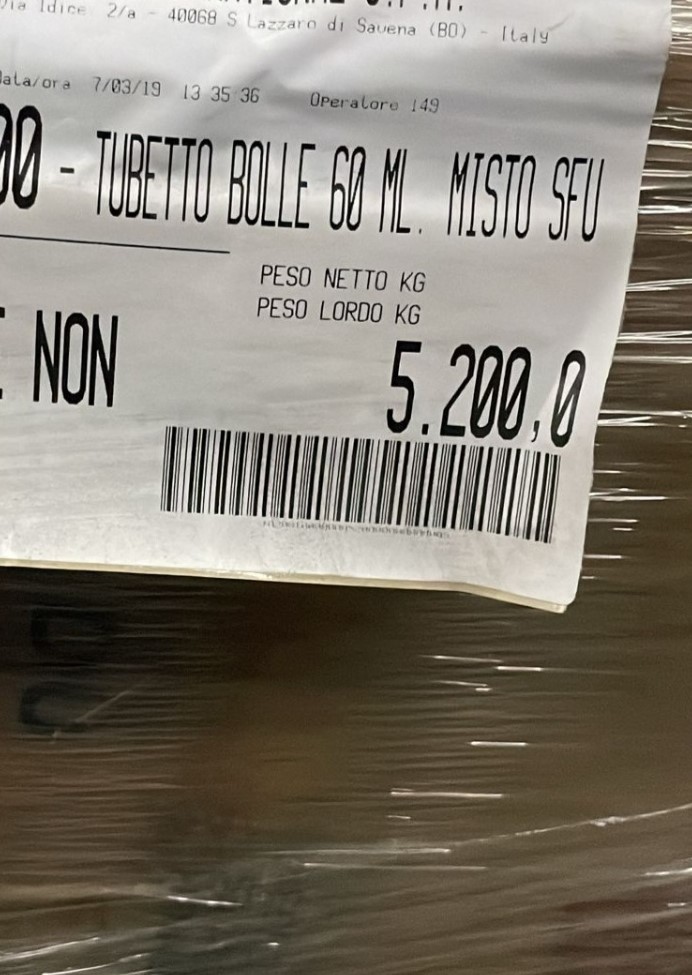 Via Idice 2/a - 40068 S Lazzaro di Savena (BO) - Italy
Data/ora 7/03/19 13 35 36 Operatore 149
00 - TUBETTO BOLLE 60 ML. MISTO SFU
PESO NETTO KG
PESO LORDO KG
NON
5.200,0